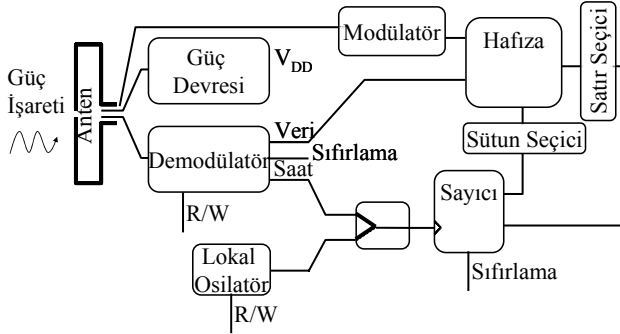 Güç
İşareti
Anten
Güç
Devresi
V_DD
Modülatör
Hafıza
Satır Seçici
Veri
Demodülatör
Sıfırlama
Saat
R/W
Sütun Seçici
Sayıcı
Sıfırlama
Lokal
Osilatör
R/W